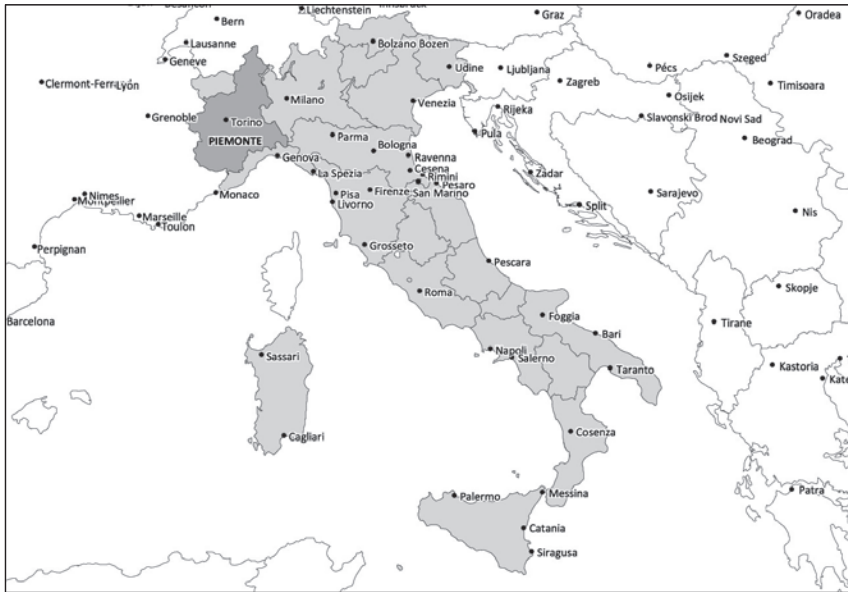 Liechtenstein
Graz
Oradea
Bern
Lausanne
Bolzano Bozen
Geneve
Udine
Ljubljana
Pécs
Szeged
Clermont-Ferra
Lyon
Milano
Zagreb
Timisoara
Venezia
Rijeka
Osijek
Grenoble
Torino
Slavonski Brod
Novi Sad
PIEMONTE
Parma
Pula
Beograd
Bologna
Genova
Ravenna
Cesena
La Spezia
Rimini
Zadar
Nimes
Montpellier
Monaco
Pisa
Firenze
San Marino
Pesaro
Sarajevo
Livorno
Split
Marseille
Toulon
Nis
Perpignan
Grosseto
Pescara
Skopje
Roma
Barcelona
Foggia
Tirane
Bari
Sassari
Napoli
Salerno
Taranto
Kastoria
Kate
Cagliari
Cosenza
Palermo
Messina
Patra
Catania
Siragusa